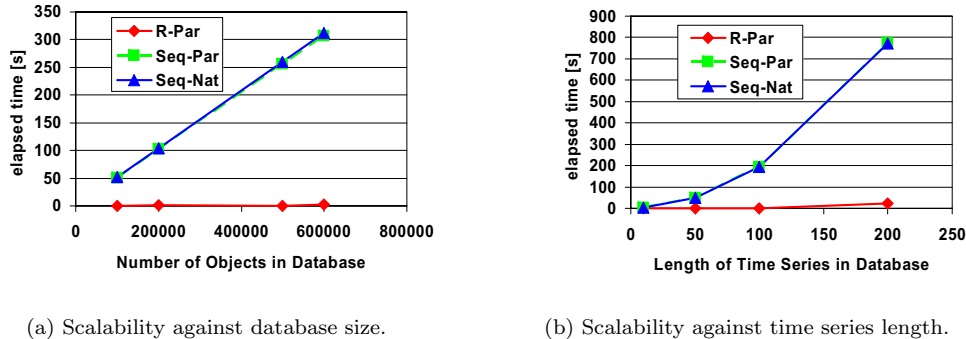 350
300
250
200
150
100
50
0
elapsed time [s]
R-Par
Seq-Par
Seq-Nat
0 200000 400000 600000 800000
Number of Objects in Database
(a) Scalability against database size.
900
800
700
600
500
400
300
200
100
0
elapsed time [s]
R-Par
Seq-Par
Seq-Nat
0 50 100 150 200 250
Length of Time Series in Database
(b) Scalability against time series length.